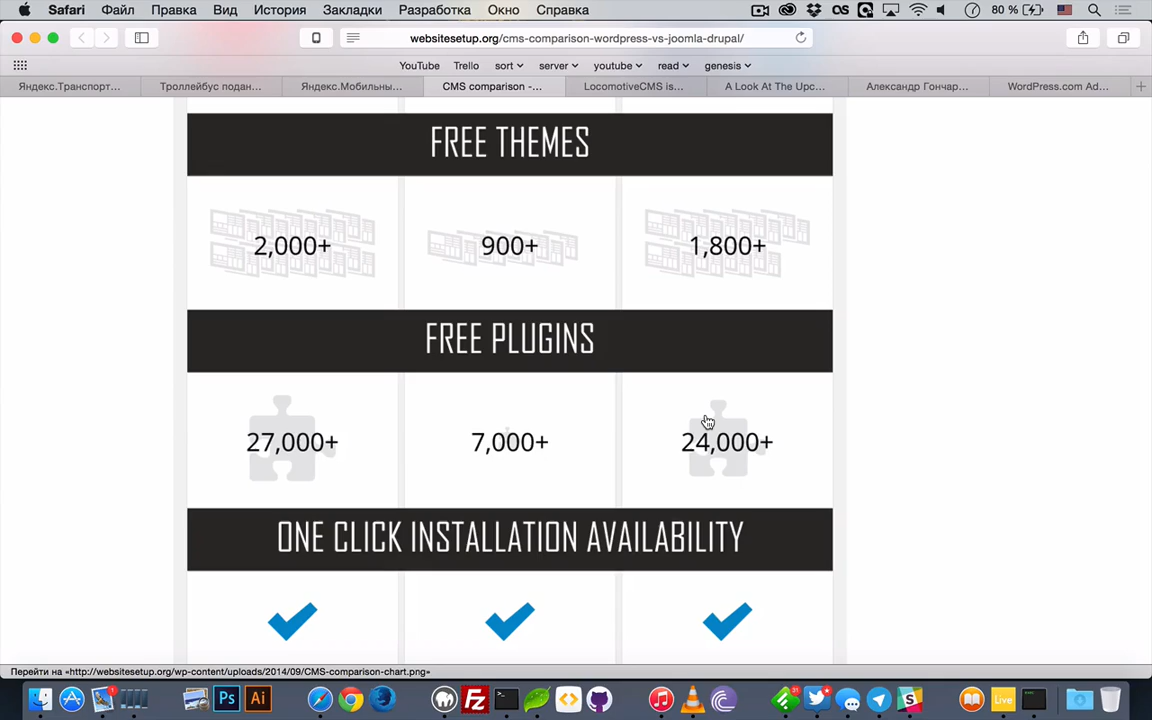 Safari Файл Правка Вид История Закладки Разработка Окно Справка 80 %
websitesetup.org/cms-comparison-wordpress-vs-joomla-drupal/
YouTube Trello sort server youtube read genesis
Яндекс.Транспорт... Троллейбус подан... Яндекс.Мобильны... CMS comparison -... LocomotiveCMS is... A Look At The Upc... Александр Гончар... WordPress.com Ad...
FREE THEMES
2,000+ 900+ 1,800+
FREE PLUGINS
27,000+ 7,000+ 24,000+
ONE CLICK INSTALLATION AVAILABILITY
Перейти на «http://websitesetup.org/wp-content/uploads/2014/09/CMS-comparison-chart.png»
Ps Ai Fz Live